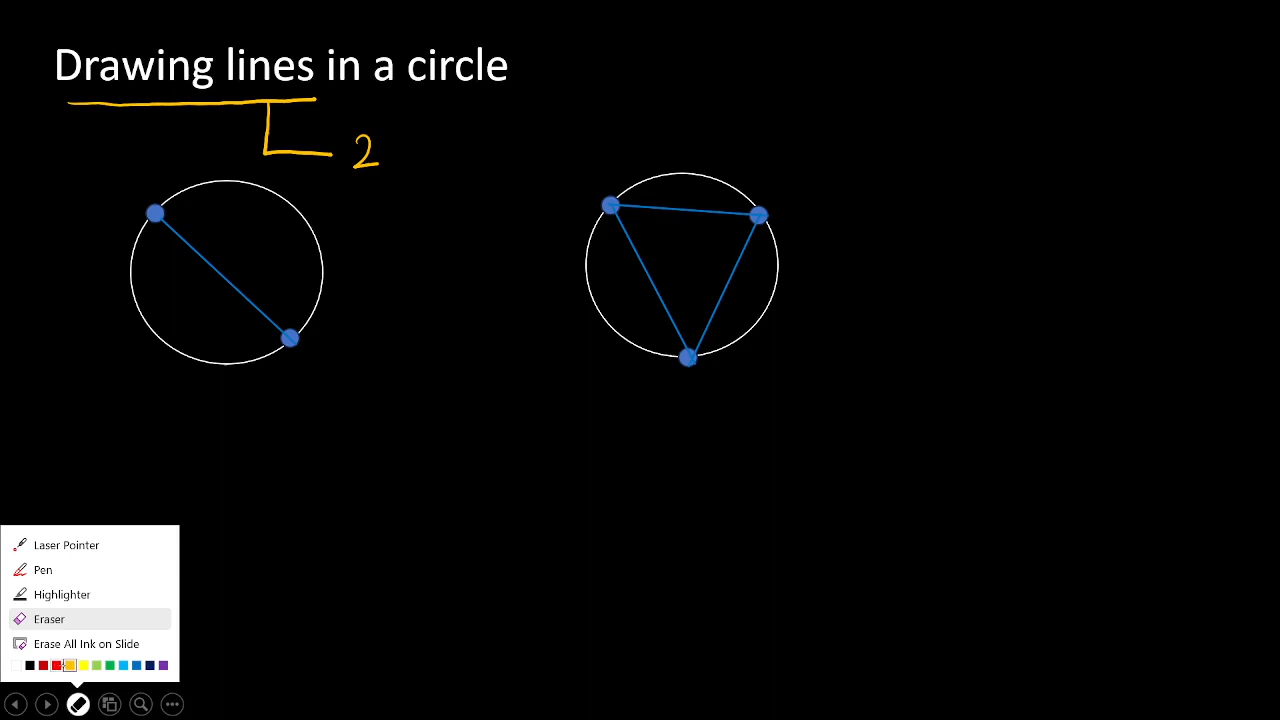 Drawing lines in a circle
2
Laser Pointer
Pen
Highlighter
Eraser
Erase All Ink on Slide